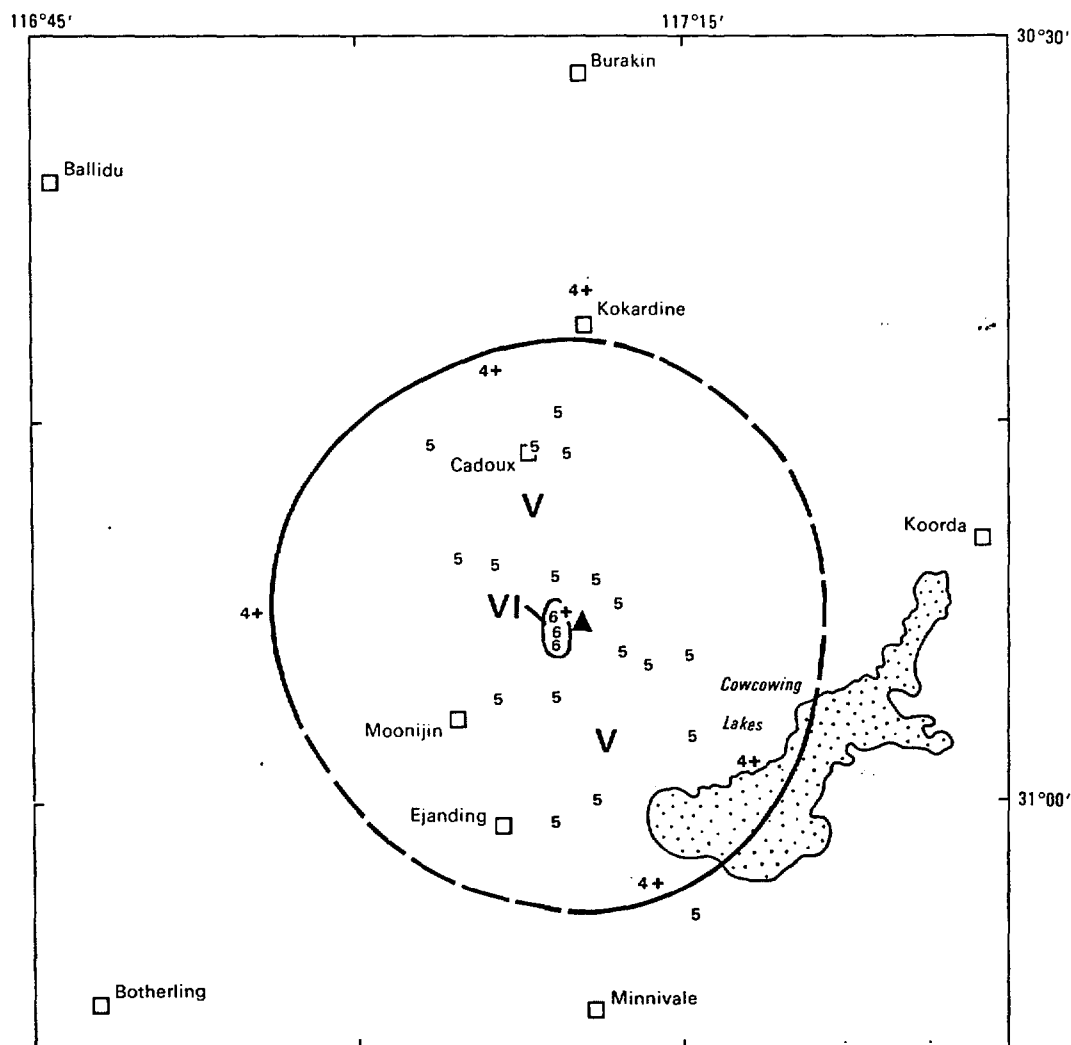 116°45′ 117°15′
30°30′
Burakin
Ballidu
4+
Kokardine
4+
5
5 5 5
Cadoux
V
Koorda
5 5 5 5
5
VI 6+
4+
6
6
5 5 5
Cowcowing
5 5
Moonijin
Lakes
5
V
4+
31°00′
5
Ejanding
5
4+
5
Botherling
Minnivale